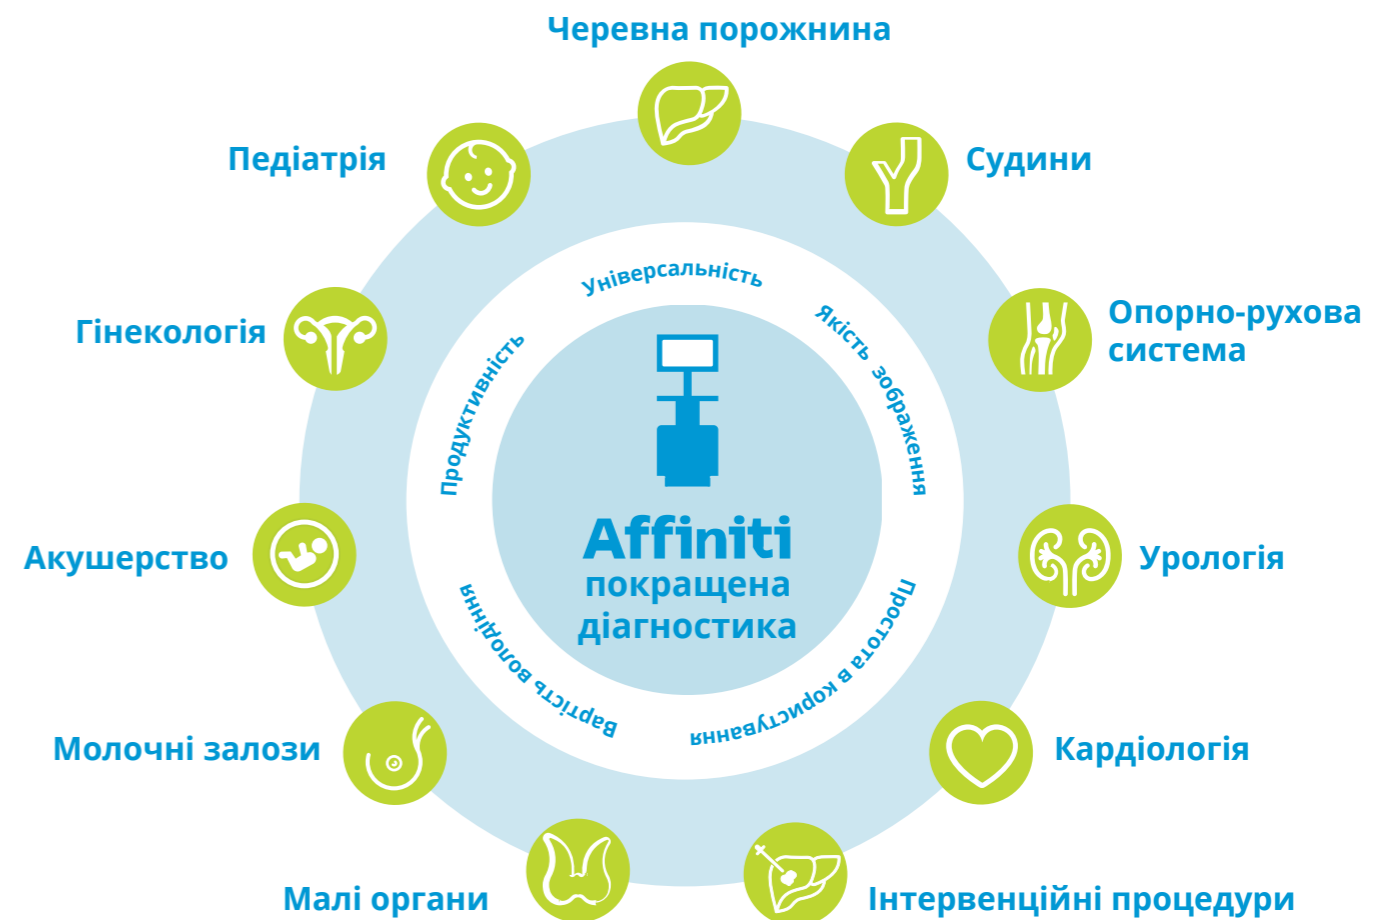 Черевна порожнина
Педіатрія
Судини
Гінекологія
Опорно-рухова
система
Акушерство
Урологія
Молочні залози
Кардіологія
Малі органи
Інтервенційні процедури
Універсальність
Якість зображення
Продуктивність
Простота в користування
Вартість володіння
Affiniti
покращена
діагностика